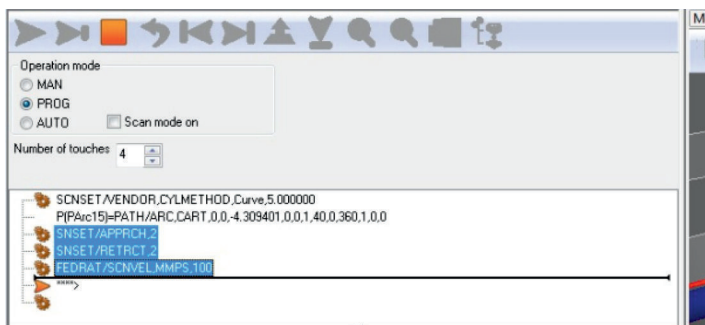 Operation mode
MAN
PROG
AUTO
Scan mode on
Number of touches 4
SCNSET/VENDOR,CYLMETHOD,Curve,5.000000
P(PArc15)=PATH/ARC,CART,0,0,-4.309401,0,0,1,40,0,360,1,0,0
SNSET/APPRCH,2
SNSET/RETRCT,2
FEDRAT/SCNVEL,MMPS,100
****>
M